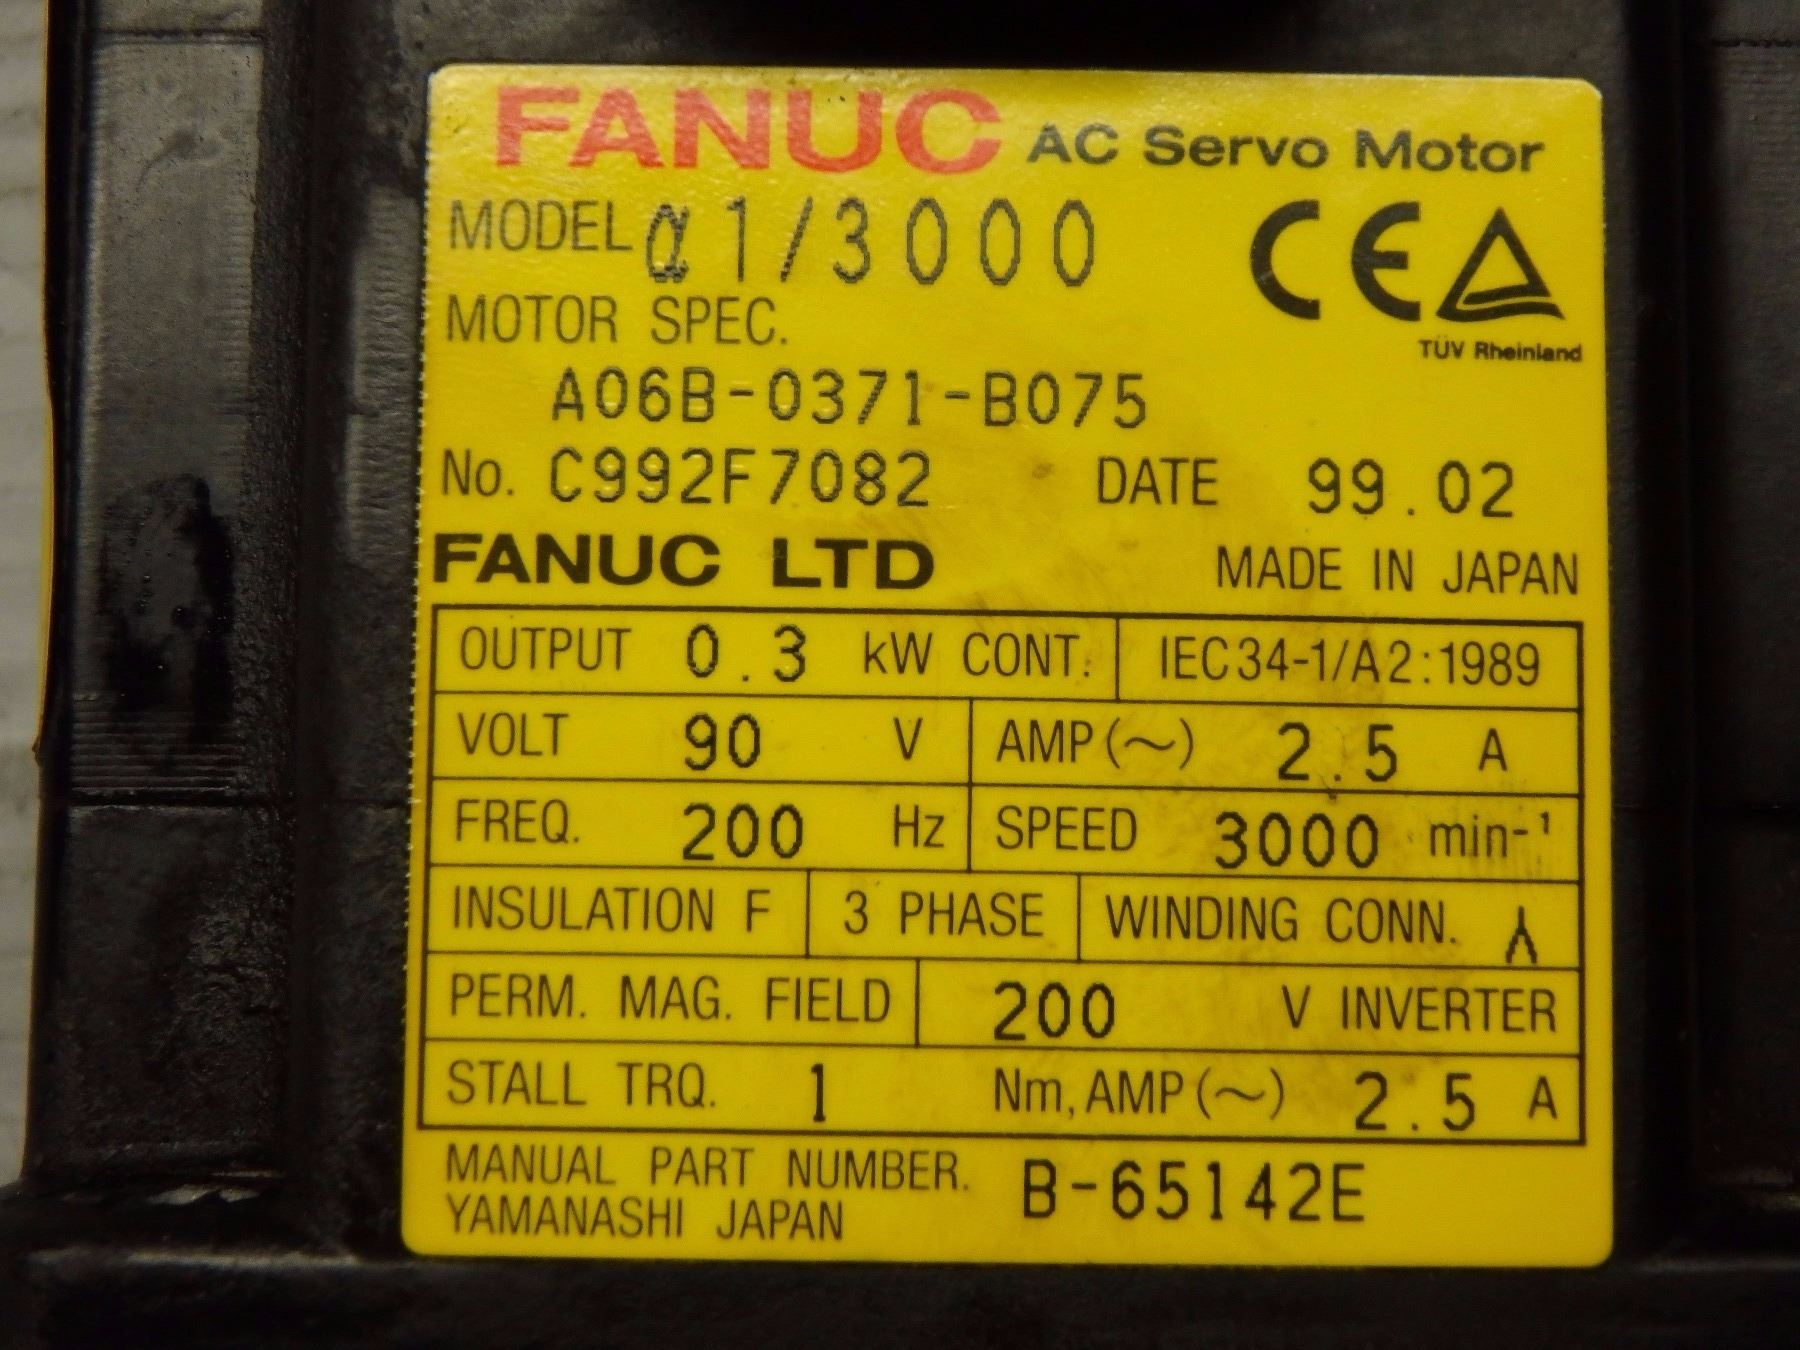 FANUC AC Servo Motor
MODEL α1/3000
CE
TÜV Rheinland
MOTOR SPEC.
A06B-0371-B075
No. C992F7082 DATE 99.02
FANUC LTD MADE IN JAPAN
OUTPUT 0.3 kW CONT. IEC34-1/A2:1989
VOLT 90 V AMP(~) 2.5 A
FREQ. 200 Hz SPEED 3000 min-¹
INSULATION F 3 PHASE WINDING CONN. 人
PERM. MAG. FIELD 200 V INVERTER
STALL TRQ. 1 Nm, AMP(~) 2.5 A
MANUAL PART NUMBER. B-65142E
YAMANASHI JAPAN